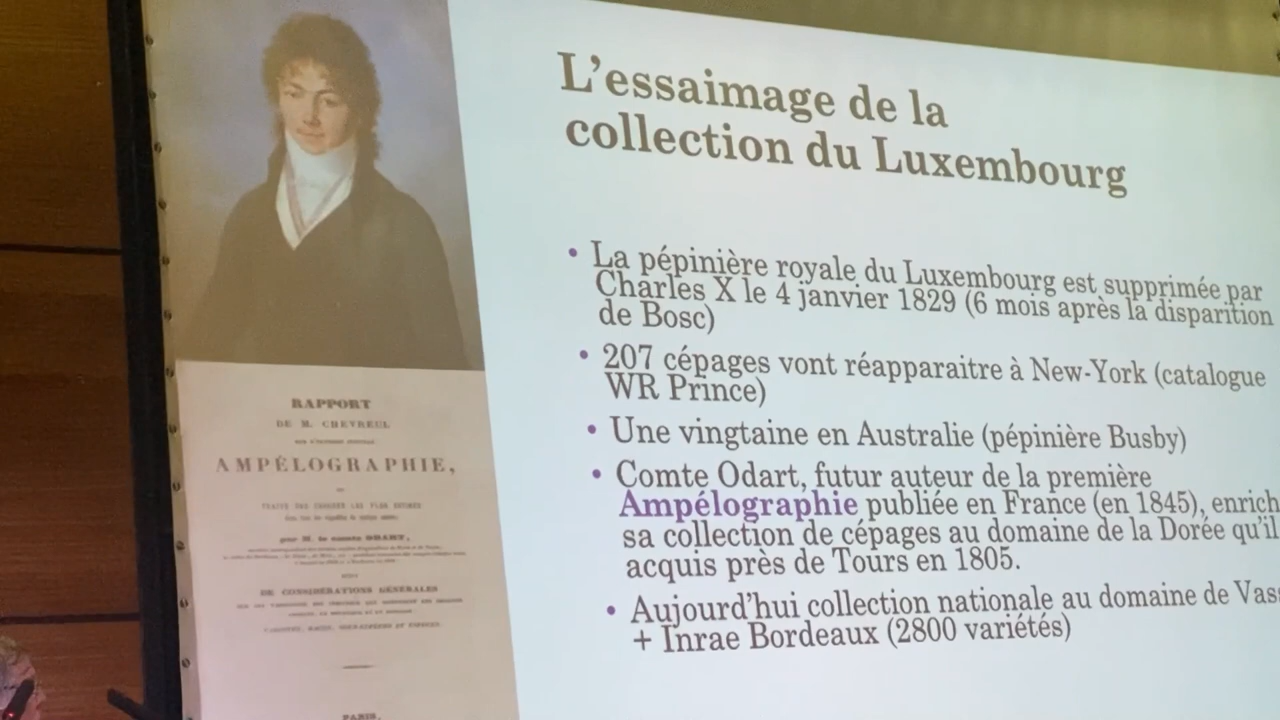 L'essaimage de la
collection du Luxembourg
• La pépinière royale du Luxembourg est supprimée par
Charles X le 4 janvier 1829 (6 mois après la disparition
de Bosc)
• 207 cépages vont réapparaitre à New-York (catalogue
WR Prince)
• Une vingtaine en Australie (pépinière Busby)
• Comte Odart, futur auteur de la première
Ampélographie publiée en France (en 1845), enrich
sa collection de cépages au domaine de la Dorée qu'il
acquis près de Tours en 1805.
• Aujourd'hui collection nationale au domaine de Vas
+ Inrae Bordeaux (2800 variétés)
RAPPORT
DE M. CHEVREUL
AMPÉLOGRAPHIE,
par M. le comte ODART,
DE CONSIDÉRATIONS GÉNÉRALES
PARIS,